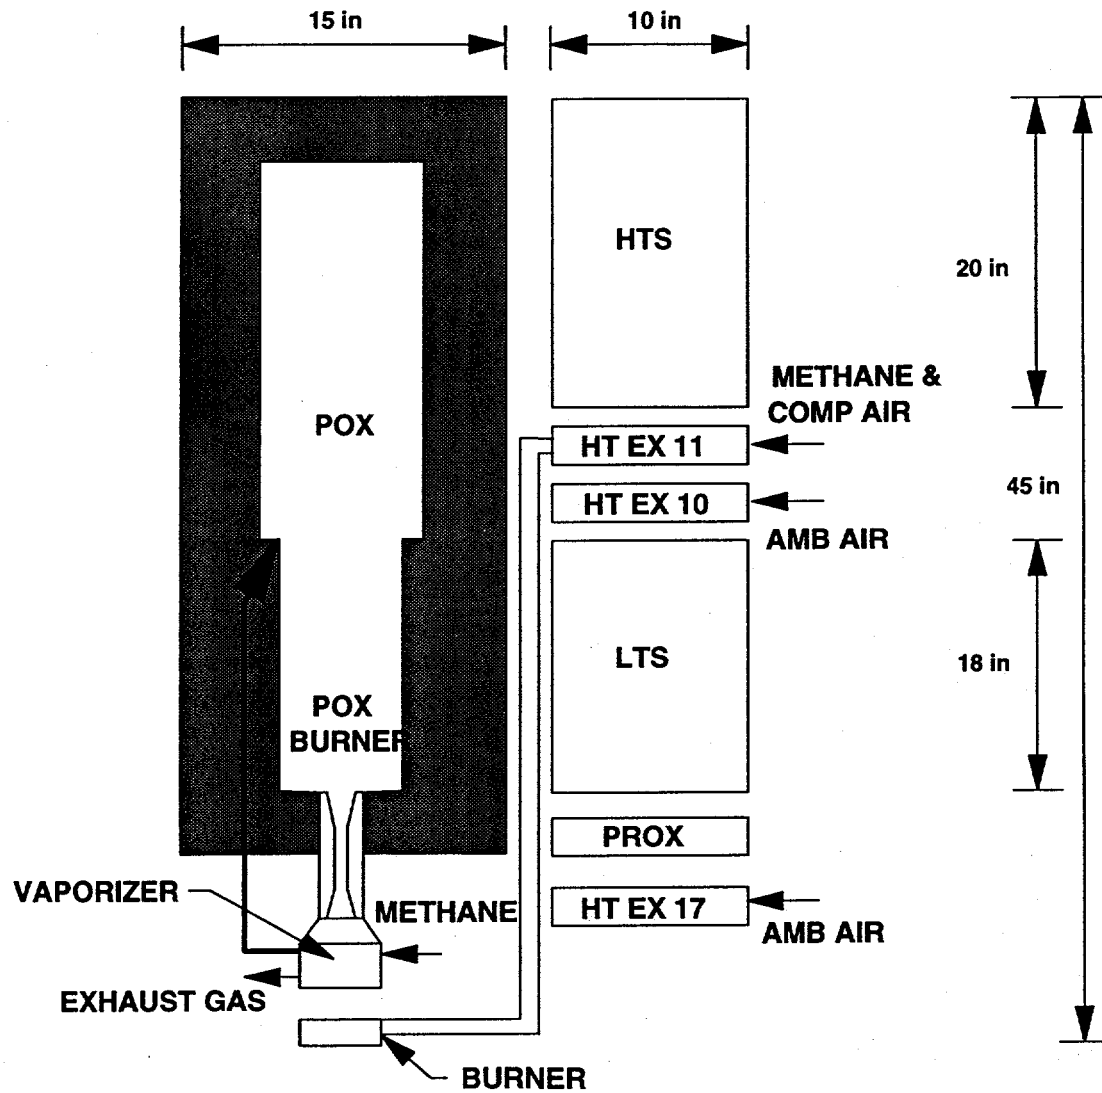 15 in
10 in
HTS
20 in
METHANE &
COMP AIR
POX
HT EX 11
45 in
HT EX 10
AMB AIR
LTS
18 in
POX
BURNER
PROX
VAPORIZER
METHANE
HT EX 17
AMB AIR
EXHAUST GAS
BURNER